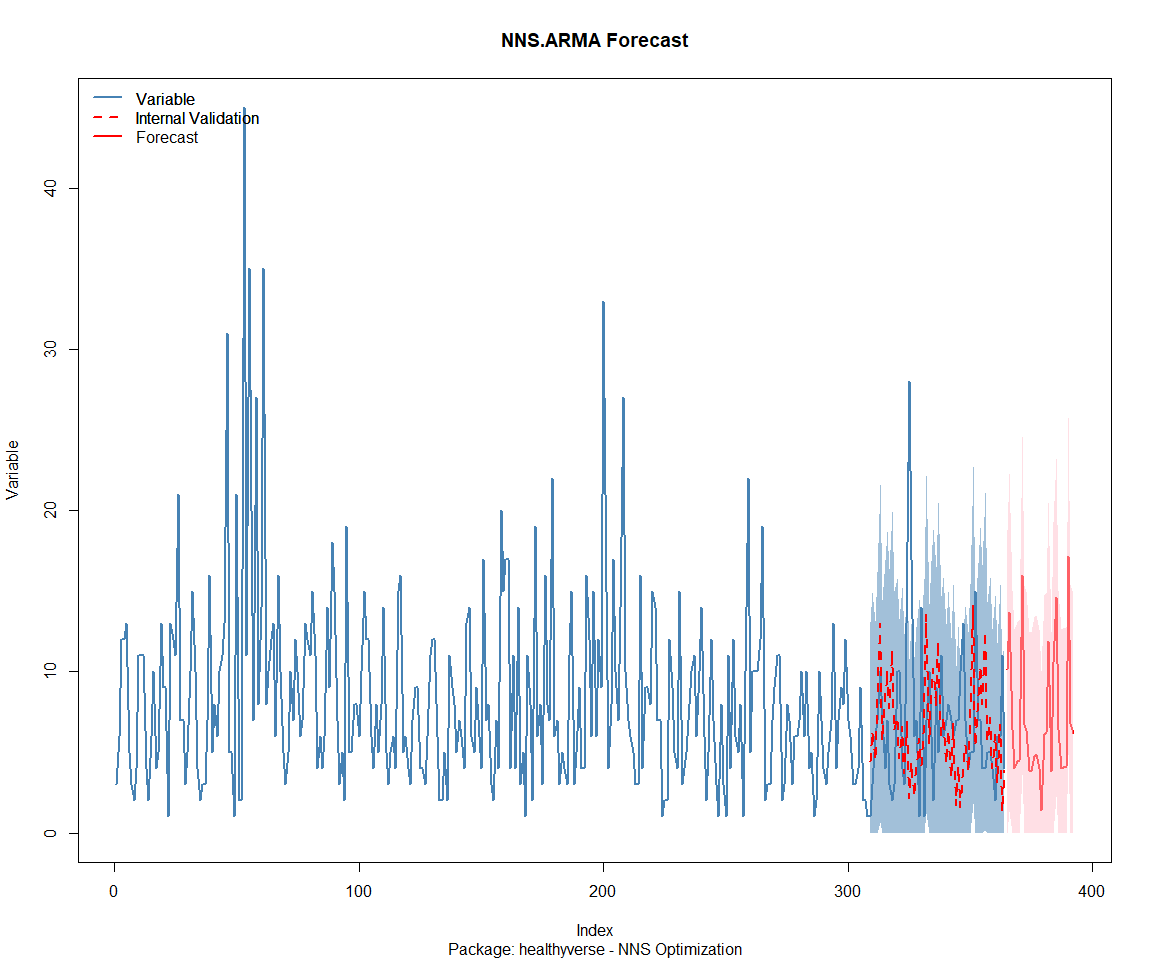 NNS.ARMA Forecast
Variable
Internal Validation
Forecast
Variable
40
30
20
10
0
0
100
200
300
400
Index
Package: healthyverse - NNS Optimization